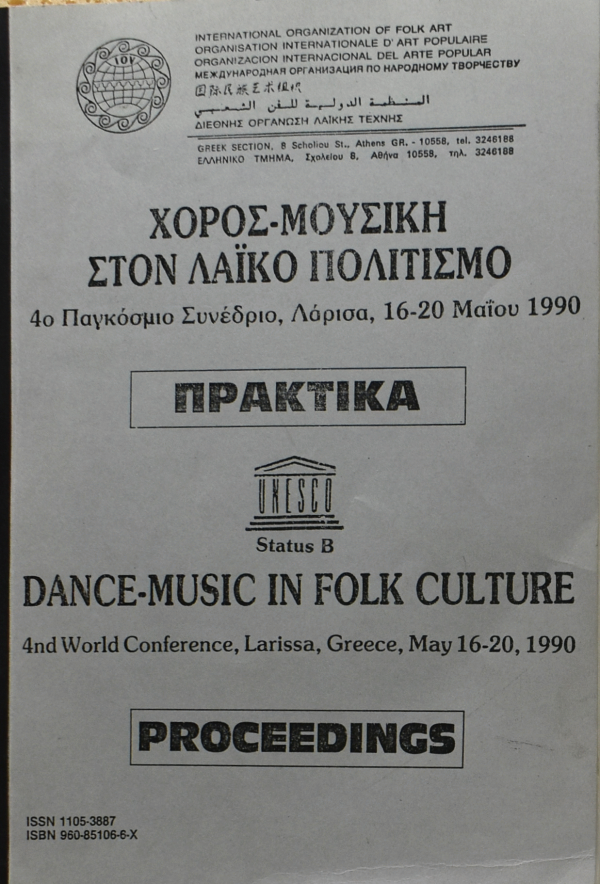 IOV
INTERNATIONAL ORGANIZATION OF FOLK ART
ORGANISATION INTERNATIONALE D' ART POPULAIRE
ORGANIZACION INTERNACIONAL DEL ARTE POPULAR
МЕЖДУНАРОДНАЯ ОРГАНИЗАЦИЯ ПО НАРОДНОМУ ТВОРЧЕСТВУ
国际民族艺术组织
المنظمة الدولية للفن الشعبي
ΔΙΕΘΝΗΣ ΟΡΓΑΝΩΣΗ ΛΑΪΚΗΣ ΤΕΧΝΗΣ
GREEK SECTION, 8 Scholiou St., Athens GR. - 10558, tel. 3246188
ΕΛΛΗΝΙΚΟ ΤΜΗΜΑ, Σχολείου 8, Αθήνα 10558, τηλ. 3246188
ΧΟΡΟΣ-ΜΟΥΣΙΚΗ
ΣΤΟΝ ΛΑΪΚΟ ΠΟΛΙΤΙΣΜΟ
4ο Παγκόσμιο Συνέδριο, Λάρισα, 16-20 Μαΐου 1990
ΠΡΑΚΤΙΚΑ
UNESCO
Status B
DANCE-MUSIC IN FOLK CULTURE
4nd World Conference, Larissa, Greece, May 16-20, 1990
PROCEEDINGS
ISSN 1105-3887
ISBN 960-85106-6-X